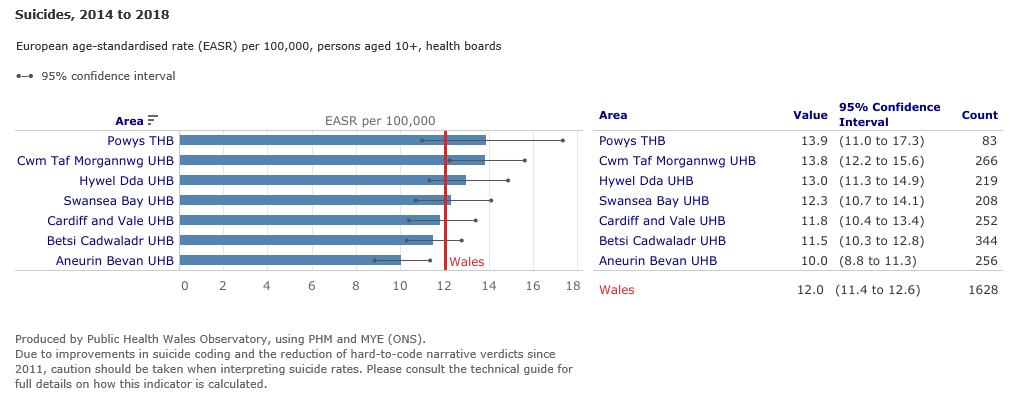 Suicides, 2014 to 2018
European age-standardised rate (EASR) per 100,000, persons aged 10+, health boards
95% confidence interval
Area
EASR per 100,000
Powys THB
Cwm Taf Morgannwg UHB
Hywel Dda UHB
Swansea Bay UHB
Cardiff and Vale UHB
Betsi Cadwaladr UHB
Aneurin Bevan UHB
Wales
0 2 4 6 8 10 12 14 16 18
Area Value 95% Confidence Interval Count
Powys THB 13.9 (11.0 to 17.3) 83
Cwm Taf Morgannwg UHB 13.8 (12.2 to 15.6) 266
Hywel Dda UHB 13.0 (11.3 to 14.9) 219
Swansea Bay UHB 12.3 (10.7 to 14.1) 208
Cardiff and Vale UHB 11.8 (10.4 to 13.4) 252
Betsi Cadwaladr UHB 11.5 (10.3 to 12.8) 344
Aneurin Bevan UHB 10.0 (8.8 to 11.3) 256
Wales 12.0 (11.4 to 12.6) 1628
Produced by Public Health Wales Observatory, using PHM and MYE (ONS).
Due to improvements in suicide coding and the reduction of hard-to-code narrative verdicts since
2011, caution should be taken when interpreting suicide rates. Please consult the technical guide for
full details on how this indicator is calculated.